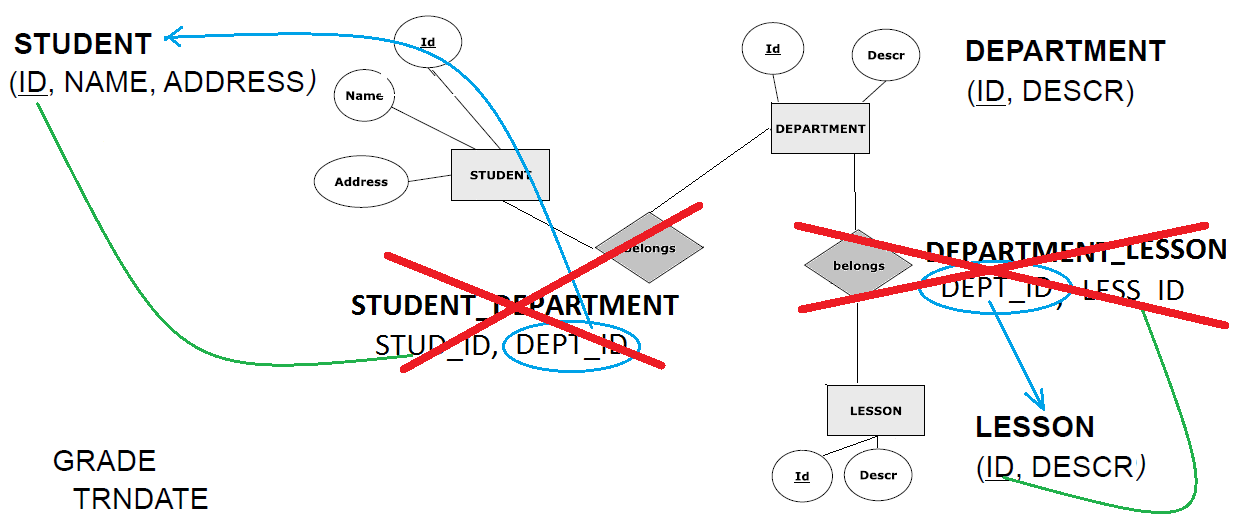 STUDENT
(ID, NAME, ADDRESS)
Id
Name
Address
STUDENT
Id
Descr
DEPARTMENT
DEPARTMENT
(ID, DESCR)
belongs
STUDENT_DEPARTMENT
STUD_ID, DEPT_ID
belongs
DEPARTMENT_LESSON
DEPT_ID, LESS_ID
LESSON
Id
Descr
LESSON
(ID, DESCR)
GRADE
TRNDATE